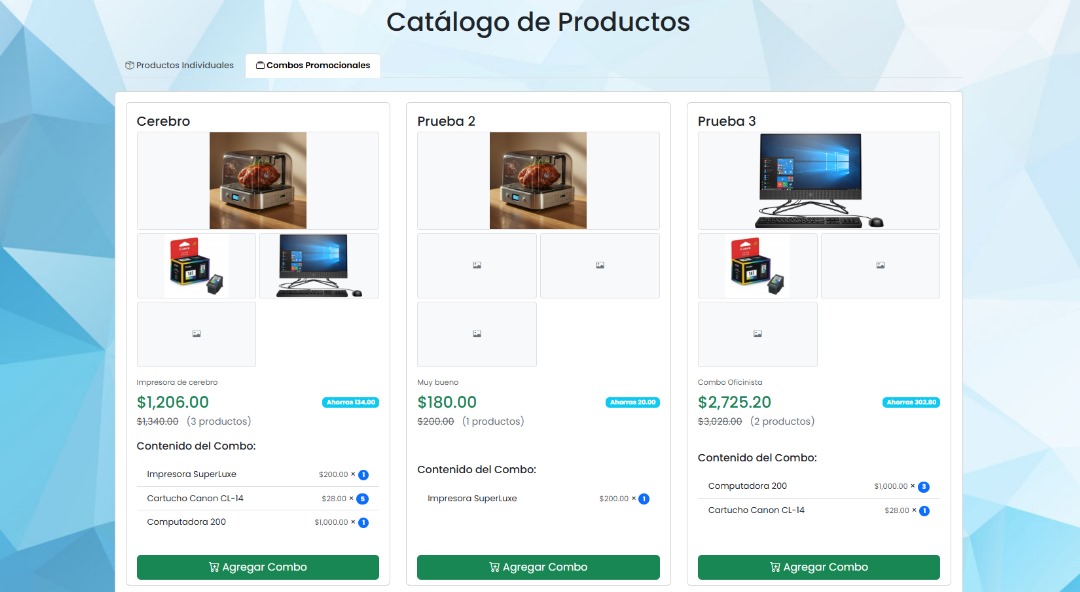 Catálogo de Productos
Productos Individuales
Combos Promocionales
Cerebro
Impresora de cerebro
$1,206.00
Ahorras 134.00
$1,340.00 (3 productos)
Contenido del Combo:
Impresora SuperLuxe $200.00 × 1
Cartucho Canon CL-14 $28.00 × 5
Computadora 200 $1,000.00 × 1
Agregar Combo
Prueba 2
Muy bueno
$180.00
Ahorras 20.00
$200.00 (1 productos)
Contenido del Combo:
Impresora SuperLuxe $200.00 × 1
Agregar Combo
Prueba 3
Combo Oficinista
$2,725.20
Ahorras 302.80
$3,028.00 (2 productos)
Contenido del Combo:
Computadora 200 $1,000.00 × 3
Cartucho Canon CL-14 $28.00 × 1
Agregar Combo